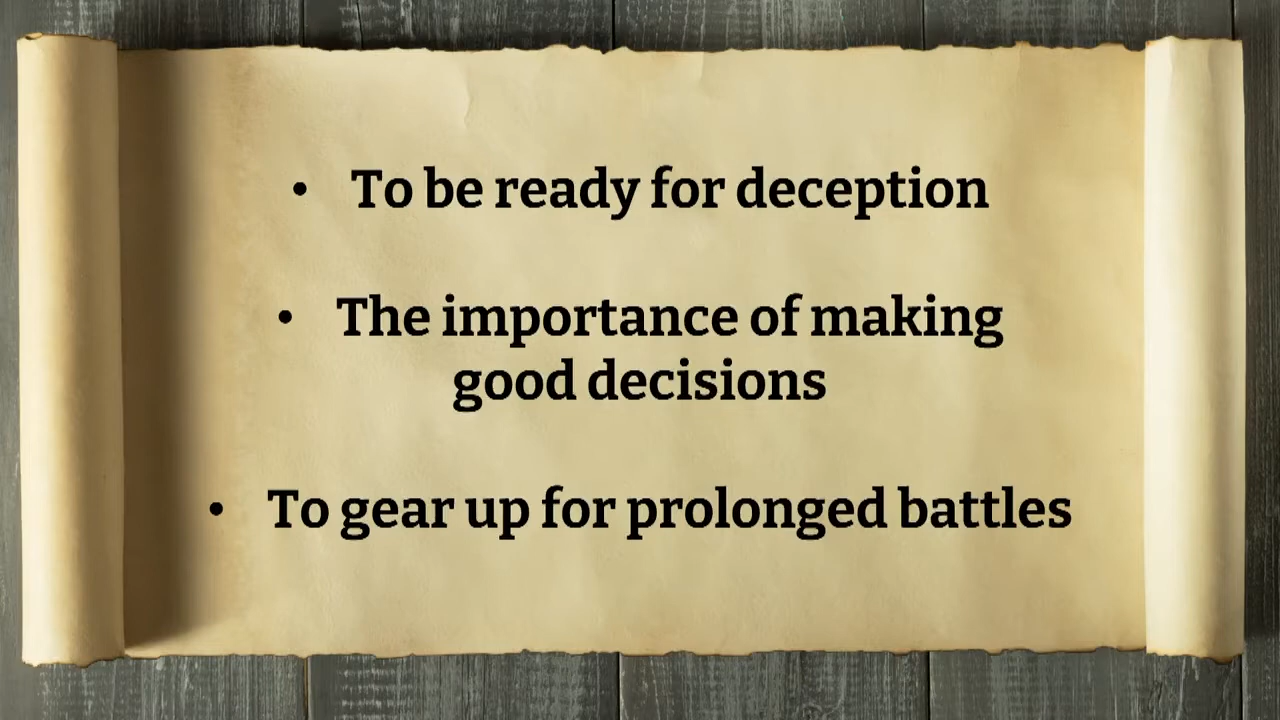 • To be ready for deception
• The importance of making
good decisions
• To gear up for prolonged battles